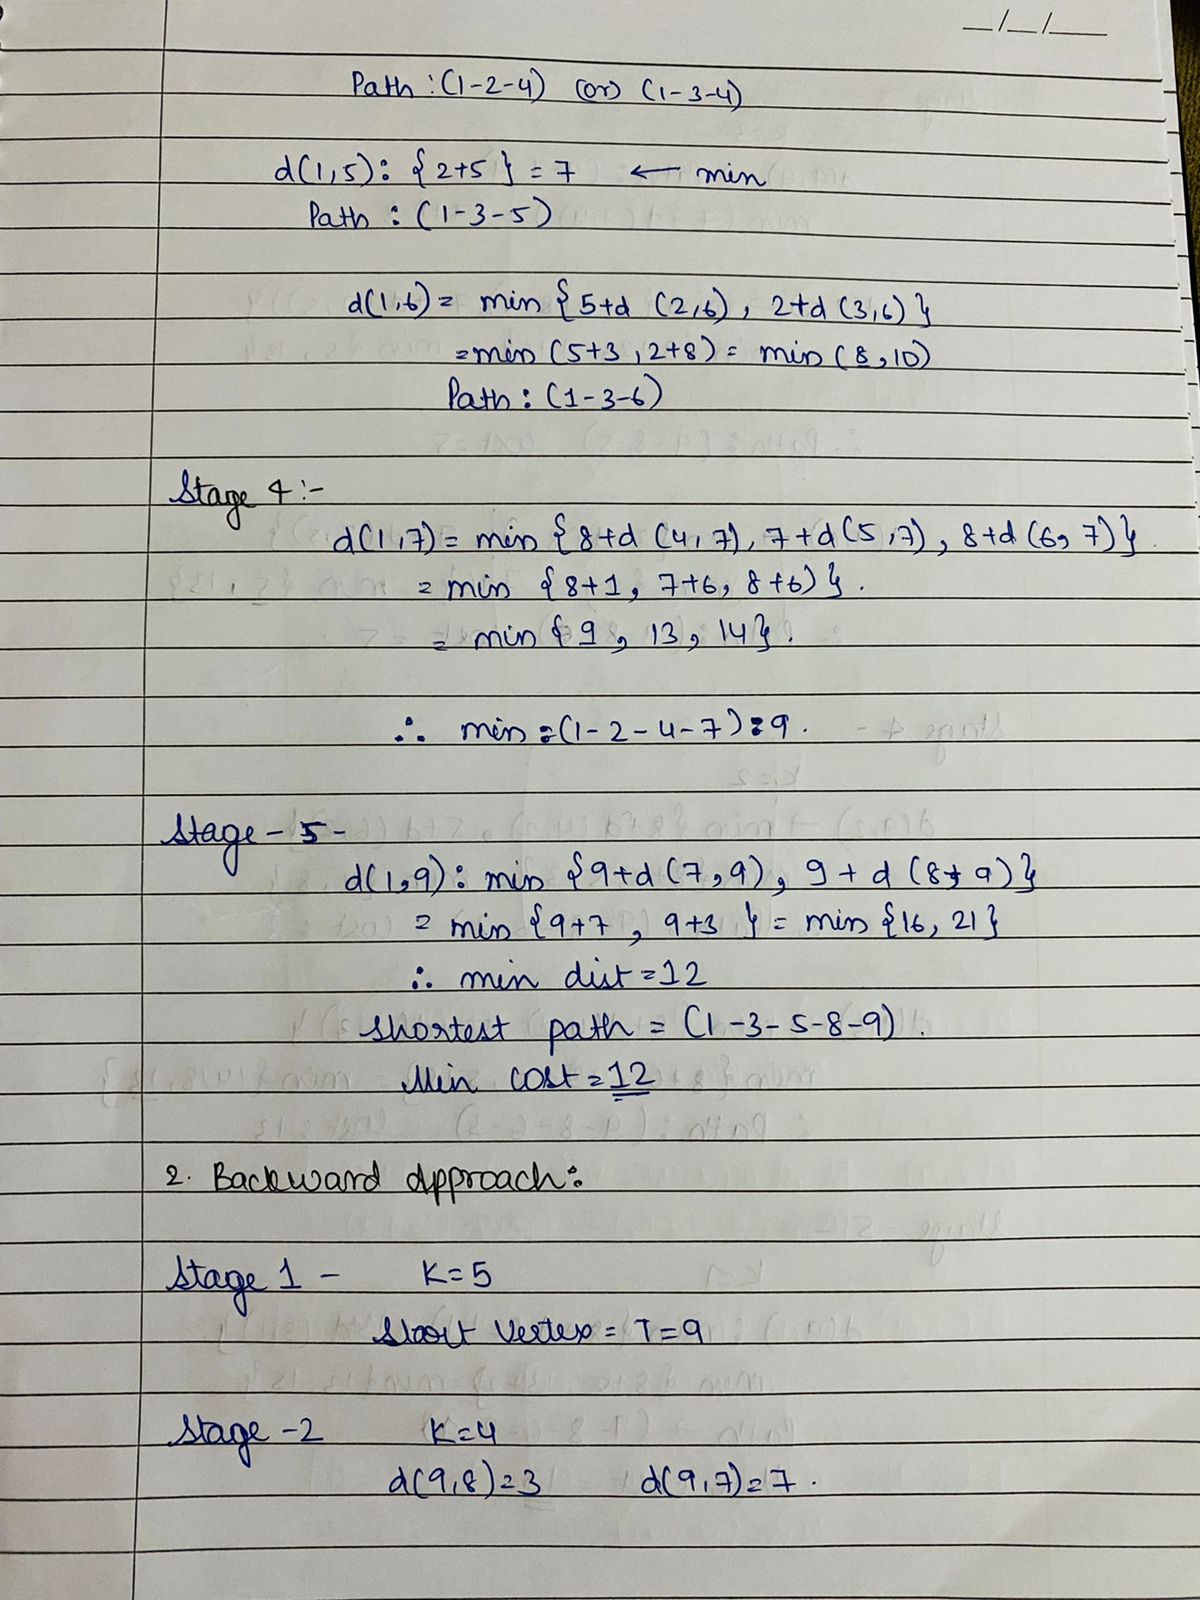 __/__/____
Path : (1-2-4) (or) (1-3-4)
d(1,5): {2+5} = 7 ← min
Path : (1-3-5)
d(1,6) = min {5+d (2,6), 2+d (3,6)}
=min (5+3, 2+8) = min (8,10)
Path : (1-3-6)
Stage 4 :-
d(1,7) = min {8+d (4,7), 7+d(5,7), 8+d(6,7)}.
= min {8+1, 7+6, 8+6)}.
= min {9, 13, 14}.
∴ min = (1-2-4-7) = 9.
Stage - 5 -
d(1,9): min {9+d(7,9), 9+d(8,9)}
= min {9+7, 9+3} = min {16, 21}
∴ min dist = 12
Shortest path = (1-3-5-8-9).
Min cost = 12
2. Backward Approach:
Stage 1 - K=5
Start Vertex = T=9
Stage -2 K=4
d(9,8)=3 d(9,7)=7.